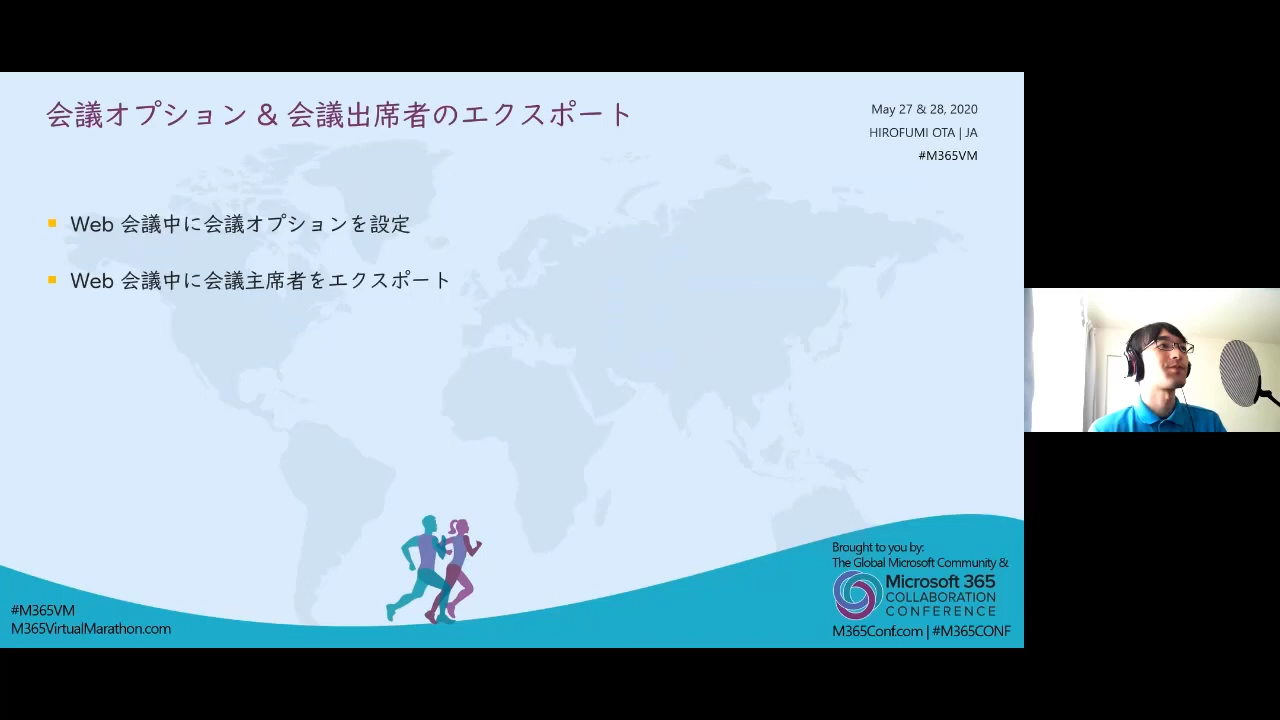 会議オプション & 会議出席者のエクスポート
May 27 & 28, 2020
HIROFUMI OTA | JA
#M365VM
Web 会議中に会議オプションを設定
Web 会議中に会議主席者をエクスポート
#M365VM
M365VirtualMarathon.com
Brought to you by:
The Global Microsoft Community &
Microsoft 365
COLLABORATION
CONFERENCE
M365Conf.com | #M365CONF